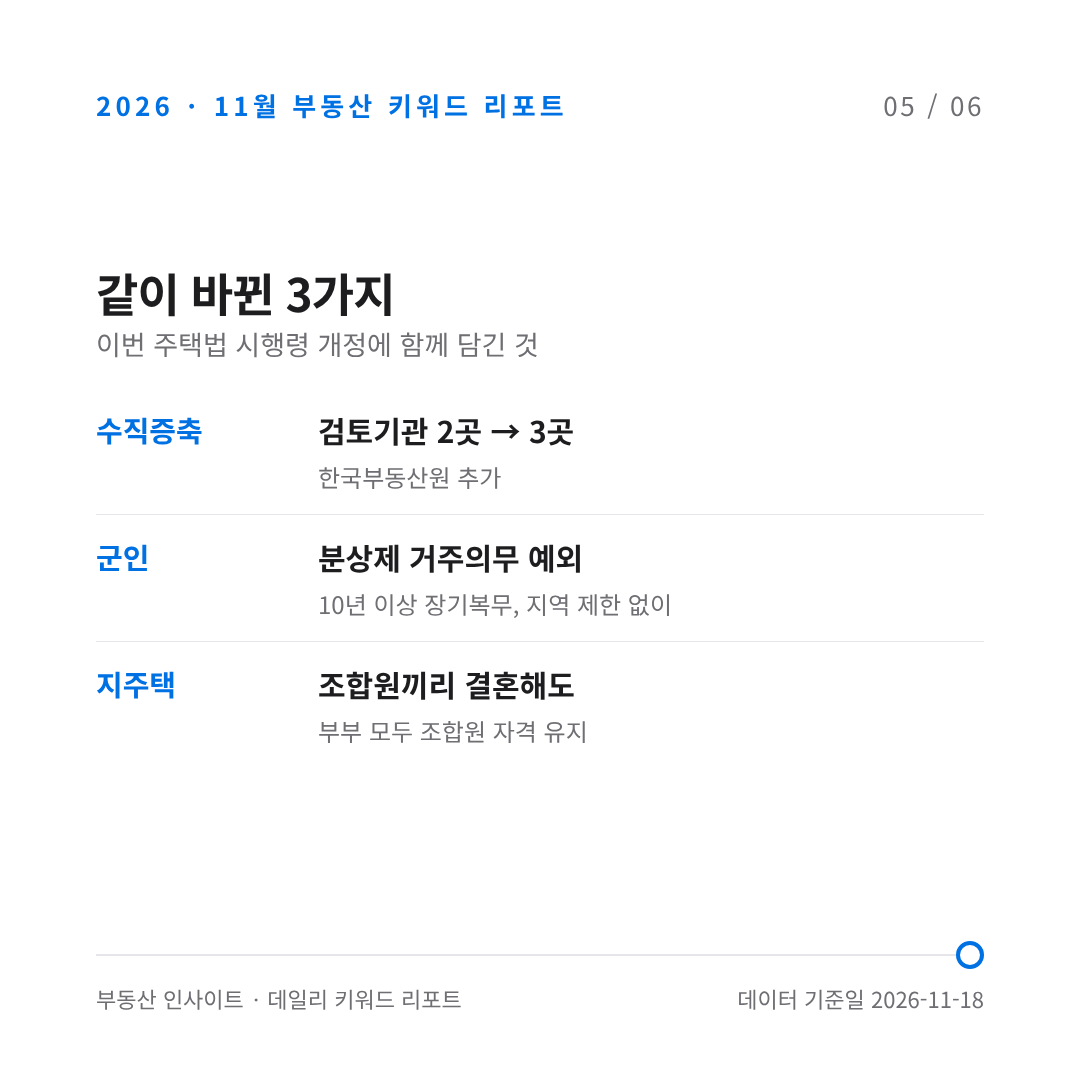 2026 · 11월 부동산 키워드 리포트
05 / 06
같이 바뀐 3가지
이번 주택법 시행령 개정에 함께 담긴 것
수직증축
검토기관 2곳 → 3곳
한국부동산원 추가
군인
분상제 거주의무 예외
10년 이상 장기복무, 지역 제한 없이
지주택
조합원끼리 결혼해도
부부 모두 조합원 자격 유지
부동산 인사이트 · 데일리 키워드 리포트
데이터 기준일 2026-11-18